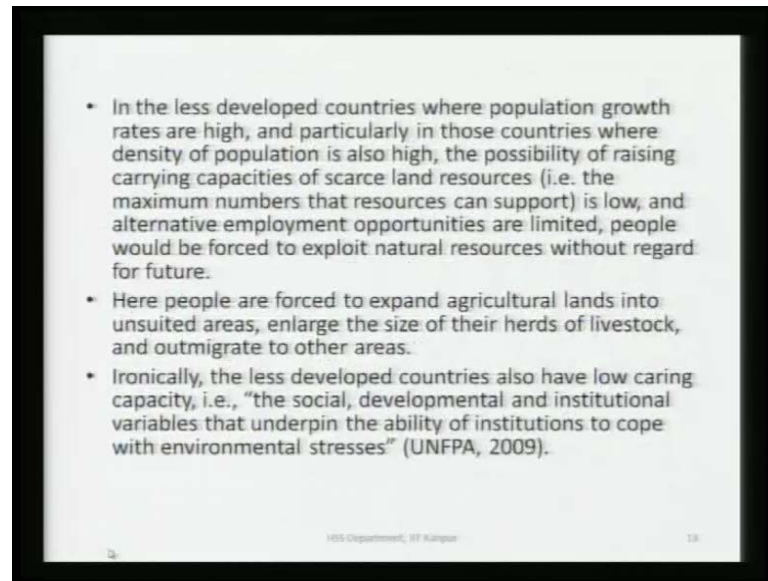 • In the less developed countries where population growth
rates are high, and particularly in those countries where
density of population is also high, the possibility of raising
carrying capacities of scarce land resources (i.e. the
maximum numbers that resources can support) is low, and
alternative employment opportunities are limited, people
would be forced to exploit natural resources without regard
for future.
• Here people are forced to expand agricultural lands into
unsuited areas, enlarge the size of their herds of livestock,
and outmigrate to other areas.
• Ironically, the less developed countries also have low caring
capacity, i.e., “the social, developmental and institutional
variables that underpin the ability of institutions to cope
with environmental stresses” (UNFPA, 2009).
HSS Department, IIT Kanpur